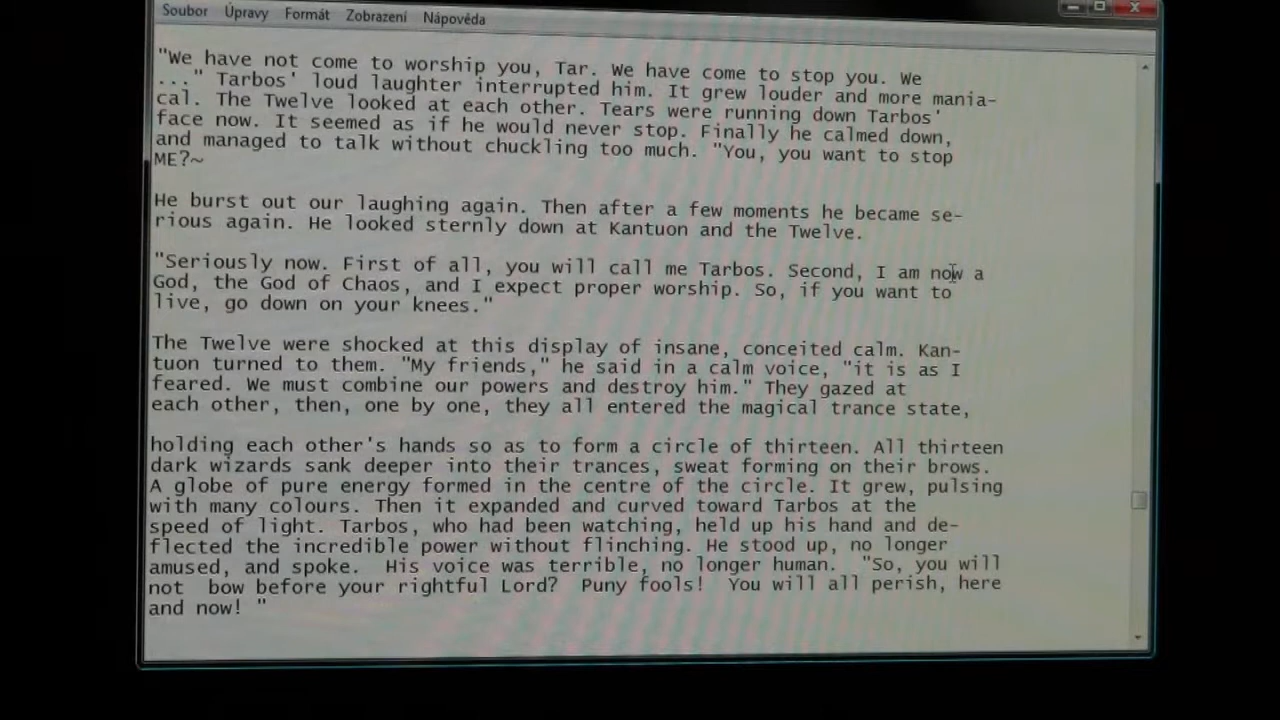 Soubor Úpravy Formát Zobrazení Nápověda
"We have not come to worship you, Tar. We have come to stop you. We
..." Tarbos' loud laughter interrupted him. It grew louder and more mania-
cal. The Twelve looked at each other. Tears were running down Tarbos'
face now. It seemed as if he would never stop. Finally he calmed down,
and managed to talk without chuckling too much. "You, you want to stop
ME?~
He burst out our laughing again. Then after a few moments he became se-
rious again. He looked sternly down at Kantuon and the Twelve.
"Seriously now. First of all, you will call me Tarbos. Second, I am now a
God, the God of Chaos, and I expect proper worship. So, if you want to
live, go down on your knees."
The Twelve were shocked at this display of insane, conceited calm. Kan-
tuon turned to them. "My friends," he said in a calm voice, "it is as I
feared. We must combine our powers and destroy him." They gazed at
each other, then, one by one, they all entered the magical trance state,
holding each other's hands so as to form a circle of thirteen. All thirteen
dark wizards sank deeper into their trances, sweat forming on their brows.
A globe of pure energy formed in the centre of the circle. It grew, pulsing
with many colours. Then it expanded and curved toward Tarbos at the
speed of light. Tarbos, who had been watching, held up his hand and de-
flected the incredible power without flinching. He stood up, no longer
amused, and spoke.  His voice was terrible, no longer human.  "So, you will
not  bow before your rightful Lord?  Puny fools!  You will all perish, here
and now! "